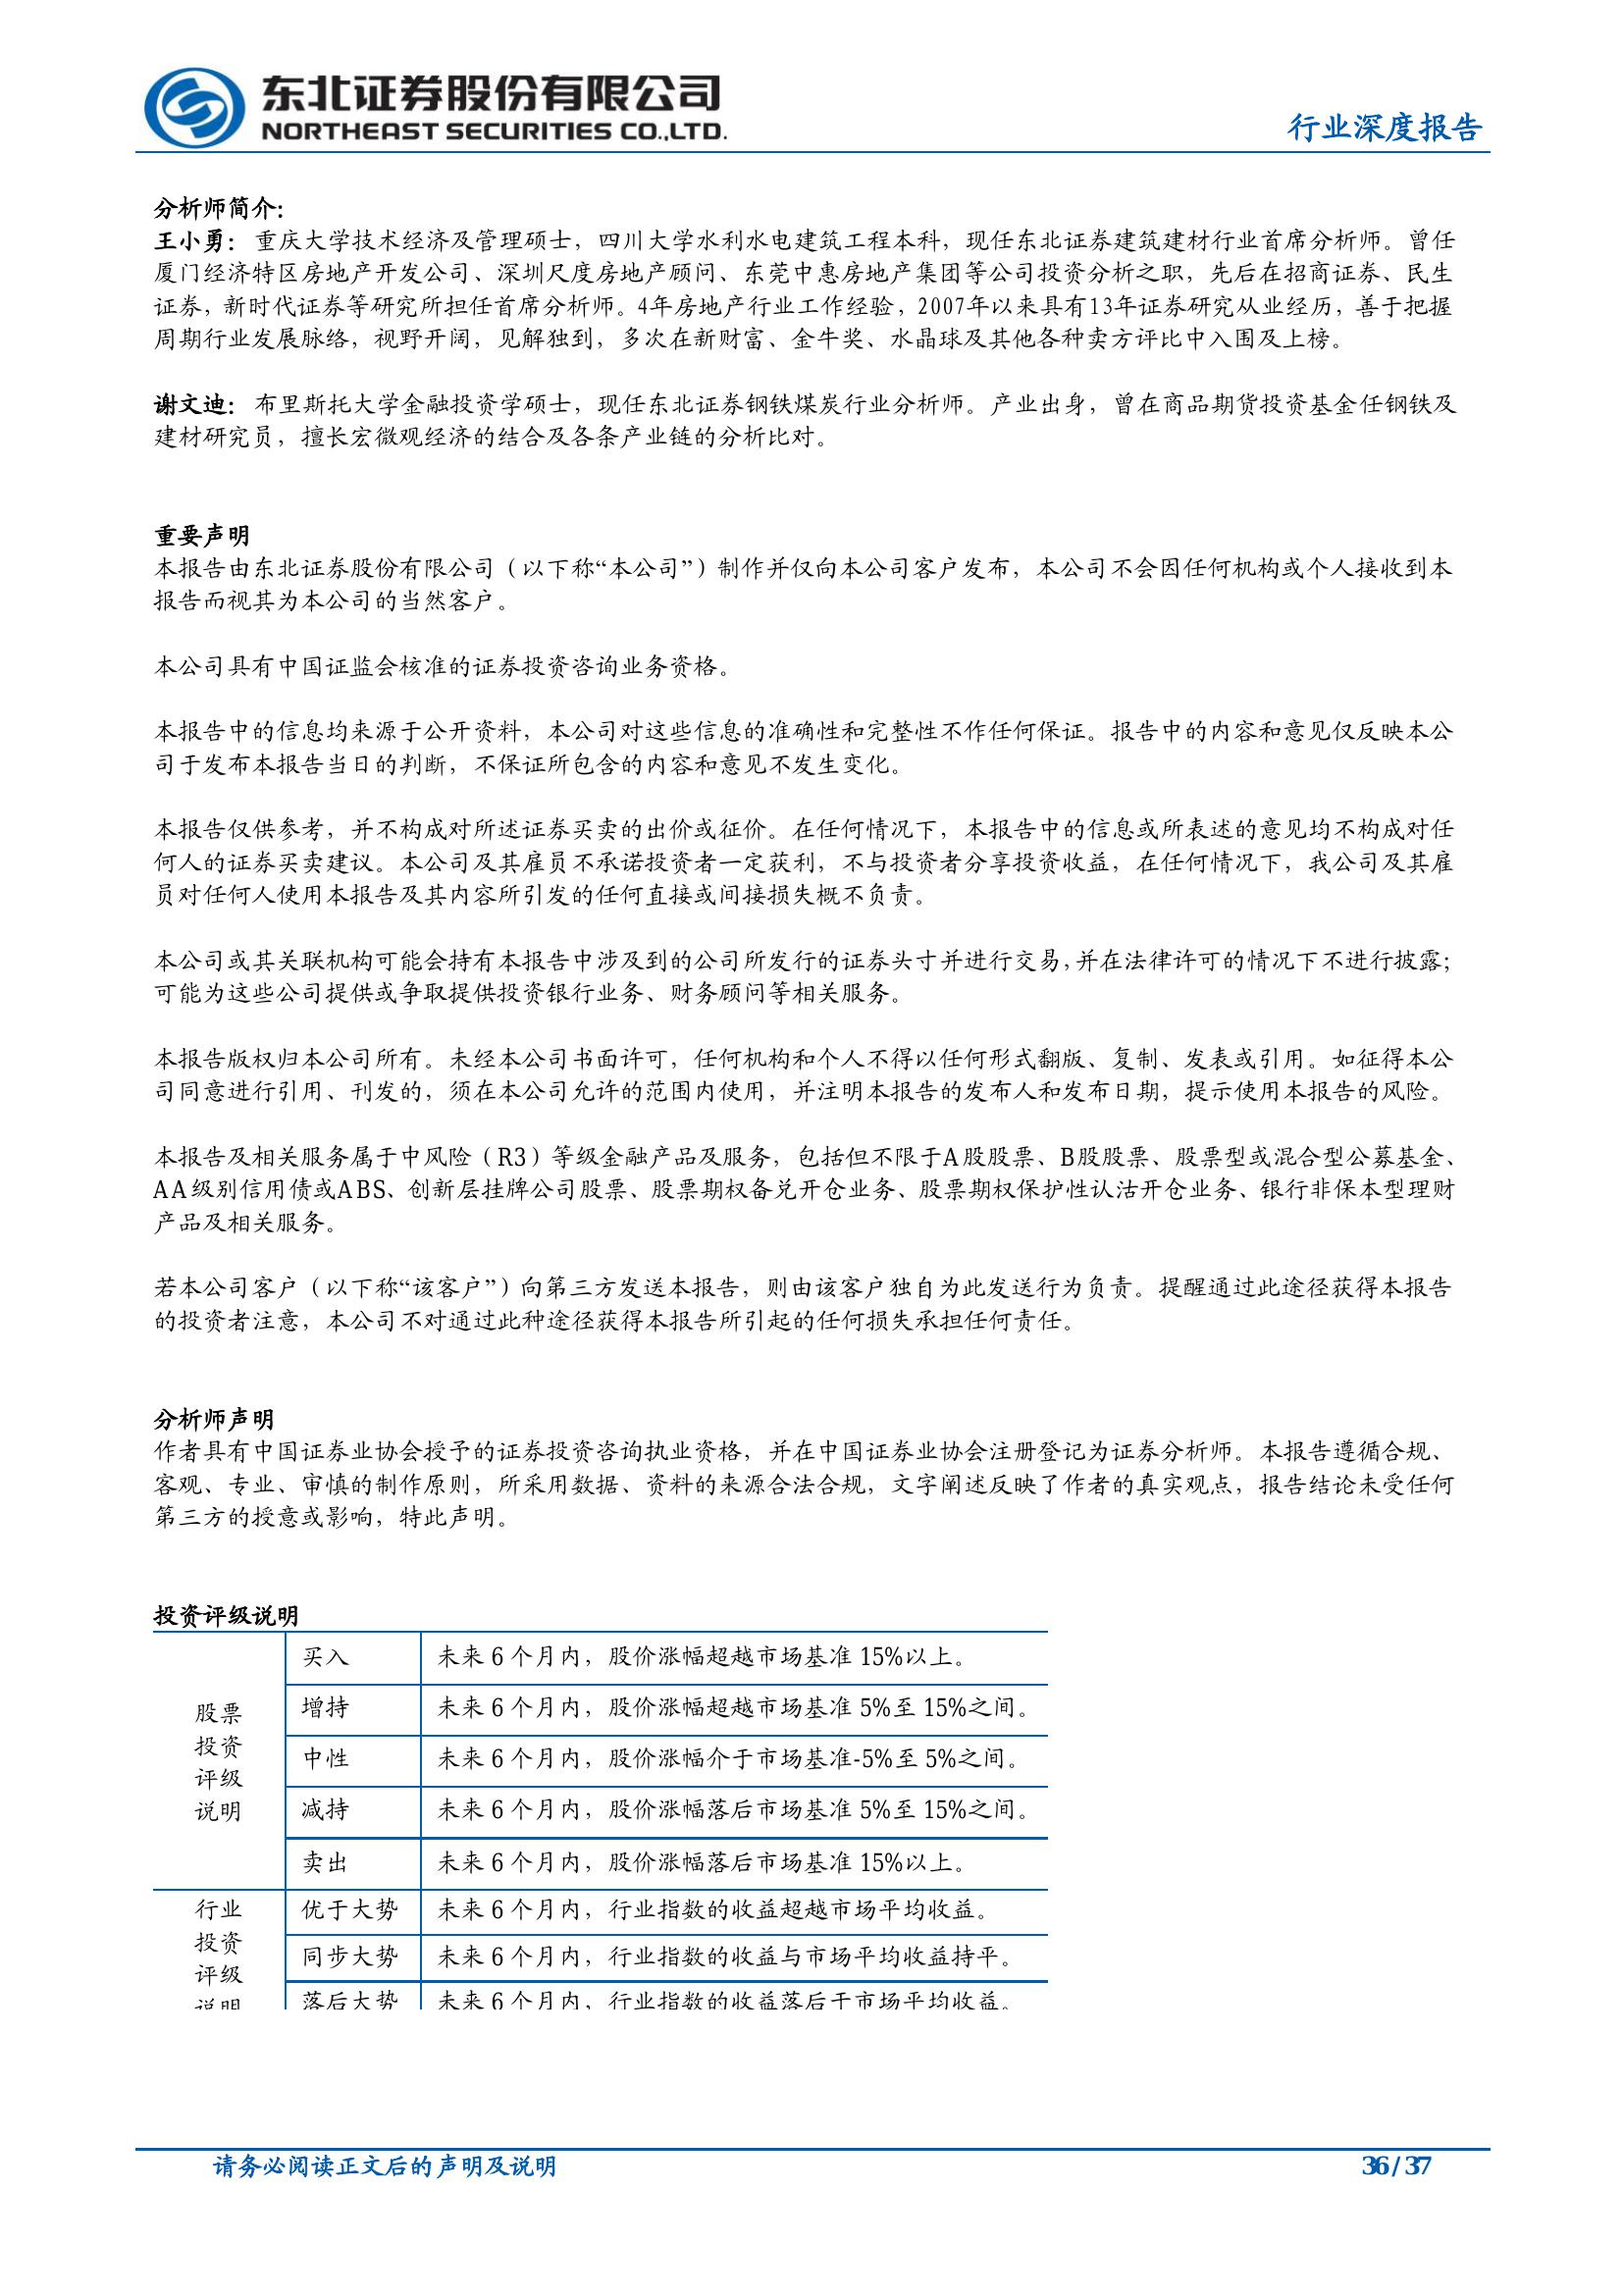 东北证券股份有限公司
NORTHEAST SECURITIES CO.,LTD.
行业深度报告
分析师简介:
王小勇：重庆大学技术经济及管理硕士，四川大学水利水电建筑工程本科，现任东北证券建筑建材行业首席分析师。曾任
厦门经济特区房地产开发公司、深圳尺度房地产顾问、东莞中惠房地产集团等公司投资分析之职，先后在招商证券、民生
证券，新时代证券等研究所担任首席分析师。4年房地产行业工作经验，2007年以来具有13年证券研究从业经历，善于把握
周期行业发展脉络，视野开阔，见解独到，多次在新财富、金牛奖、水晶球及其他各种卖方评比中入围及上榜。
谢文迪：布里斯托大学金融投资学硕士，现任东北证券钢铁煤炭行业分析师。产业出身，曾在商品期货投资基金任钢铁及
建材研究员，擅长宏微观经济的结合及各条产业链的分析比对。
重要声明
本报告由东北证券股份有限公司（以下称“本公司”）制作并仅向本公司客户发布，本公司不会因任何机构或个人接收到本
报告而视其为本公司的当然客户。
本公司具有中国证监会核准的证券投资咨询业务资格。
本报告中的信息均来源于公开资料，本公司对这些信息的准确性和完整性不作任何保证。报告中的内容和意见仅反映本公
司于发布本报告当日的判断，不保证所包含的内容和意见不发生变化。
本报告仅供参考，并不构成对所述证券买卖的出价或征价。在任何情况下，本报告中的信息或所表述的意见均不构成对任
何人的证券买卖建议。本公司及其雇员不承诺投资者一定获利，不与投资者分享投资收益，在任何情况下，我公司及其雇
员对任何人使用本报告及其内容所引发的任何直接或间接损失概不负责。
本公司或其关联机构可能会持有本报告中涉及到的公司所发行的证券头寸并进行交易，并在法律许可的情况下不进行披露；
可能为这些公司提供或争取提供投资银行业务、财务顾问等相关服务。
本报告版权归本公司所有。未经本公司书面许可，任何机构和个人不得以任何形式翻版、复制、发表或引用。如征得本公
司同意进行引用、刊发的，须在本公司允许的范围内使用，并注明本报告的发布人和发布日期，提示使用本报告的风险。
本报告及相关服务属于中风险（R3）等级金融产品及服务，包括但不限于A股股票、B股股票、股票型或混合型公募基金、
AA级别信用债或ABS、创新层挂牌公司股票、股票期权备兑开仓业务、股票期权保护性认沽开仓业务、银行非保本型理财
产品及相关服务。
若本公司客户（以下称“该客户”）向第三方发送本报告，则由该客户独自为此发送行为负责。提醒通过此途径获得本报告
的投资者注意，本公司不对通过此种途径获得本报告所引起的任何损失承担任何责任。
分析师声明
作者具有中国证券业协会授予的证券投资咨询执业资格，并在中国证券业协会注册登记为证券分析师。本报告遵循合规、
客观、专业、审慎的制作原则，所采用数据、资料的来源合法合规，文字阐述反映了作者的真实观点，报告结论未受任何
第三方的授意或影响，特此声明。
投资评级说明
股票
投资
评级
说明
买入 未来 6 个月内，股价涨幅超越市场基准 15%以上。
增持 未来 6 个月内，股价涨幅超越市场基准 5%至 15%之间。
中性 未来 6 个月内，股价涨幅介于市场基准-5%至 5%之间。
减持 未来 6 个月内，股价涨幅落后市场基准 5%至 15%之间。
卖出 未来 6 个月内，股价涨幅落后市场基准 15%以上。
行业
投资
评级
说明
优于大势 未来 6 个月内，行业指数的收益超越市场平均收益。
同步大势 未来 6 个月内，行业指数的收益与市场平均收益持平。
落后大势 未来 6 个月内，行业指数的收益落后于市场平均收益。
请务必阅读正文后的声明及说明
36 / 37